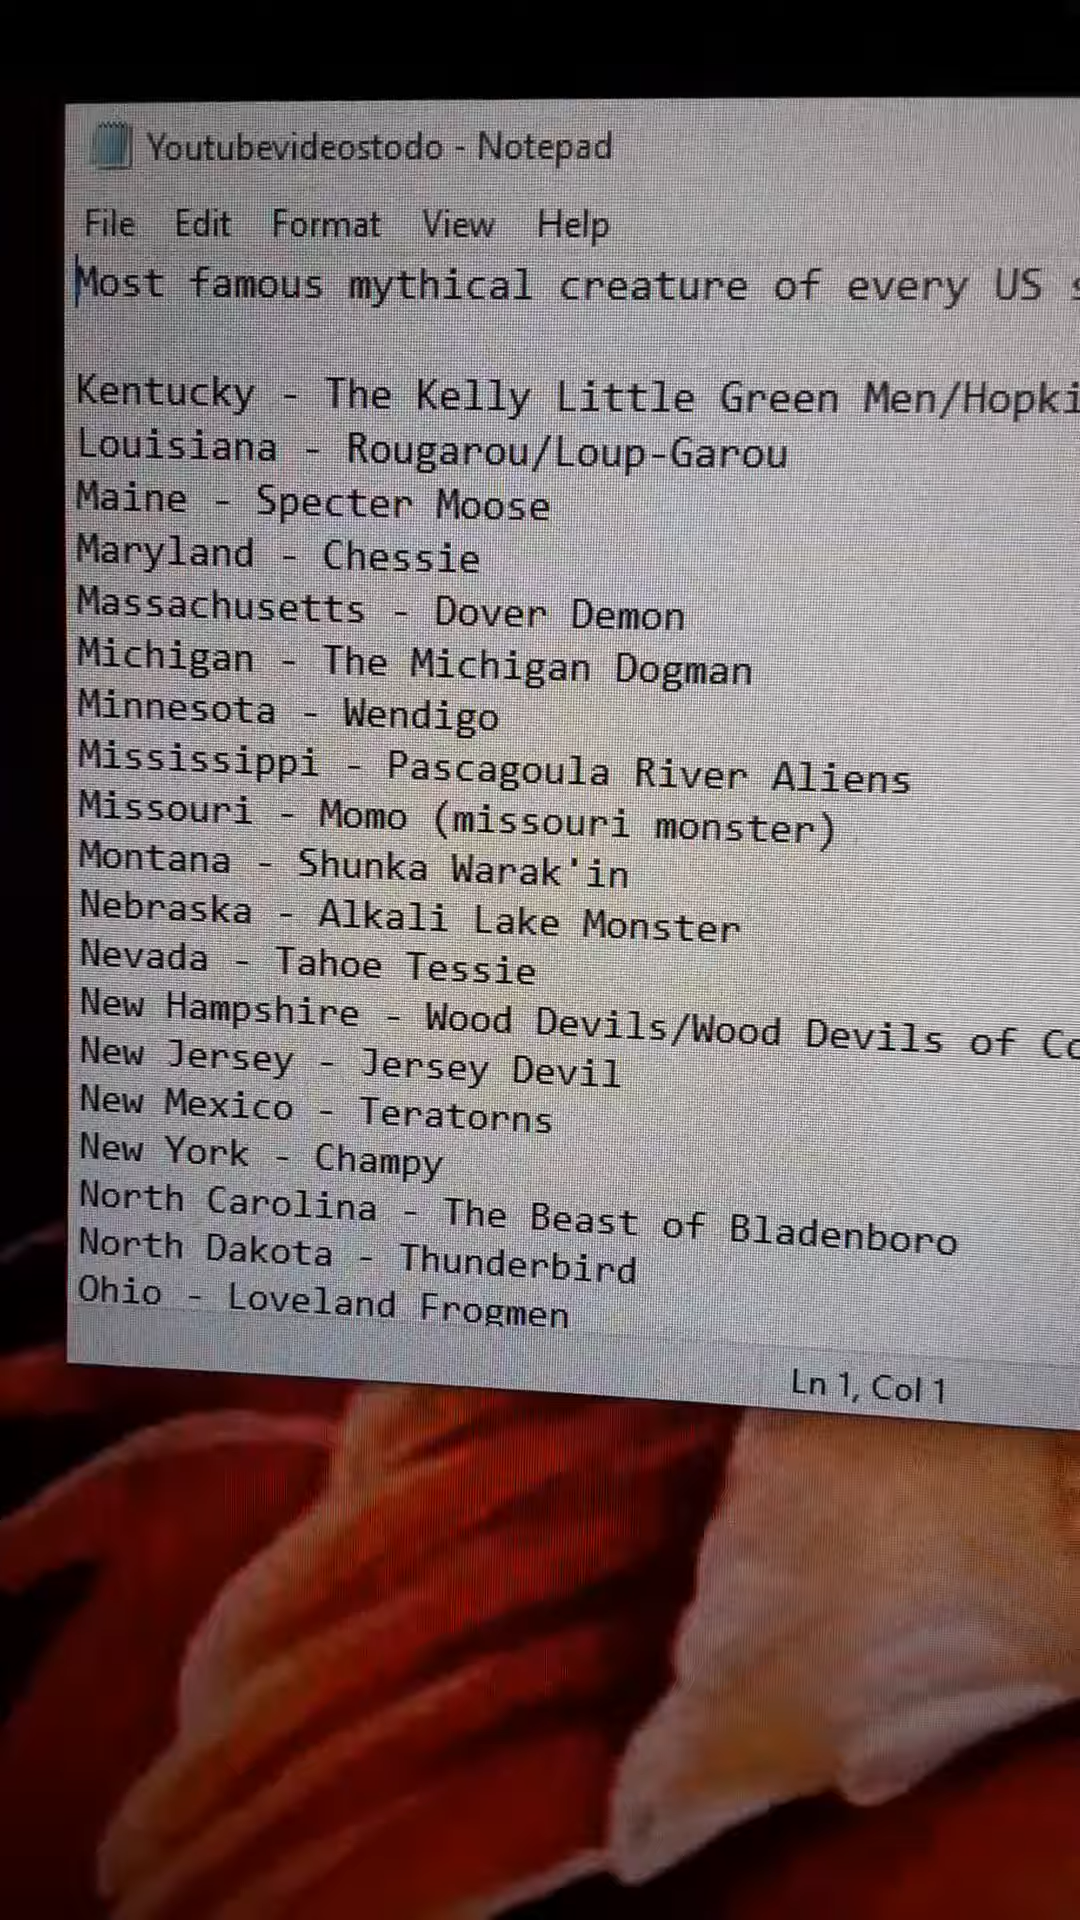 Youtubevideostodo - Notepad
File Edit Format View Help
Most famous mythical creature of every US
Kentucky - The Kelly Little Green Men/Hopki
Louisiana - Rougarou/Loup-Garou
Maine - Specter Moose
Maryland - Chessie
Massachusetts - Dover Demon
Michigan - The Michigan Dogman
Minnesota - Wendigo
Mississippi - Pascagoula River Aliens
Missouri - Momo (missouri monster)
Montana - Shunka Warak'in
Nebraska - Alkali Lake Monster
Nevada - Tahoe Tessie
New Hampshire - Wood Devils/Wood Devils of Co
New Jersey - Jersey Devil
New Mexico - Teratorns
New York - Champy
North Carolina - The Beast of Bladenboro
North Dakota - Thunderbird
Ohio - Loveland Frogmen
Ln 1, Col 1